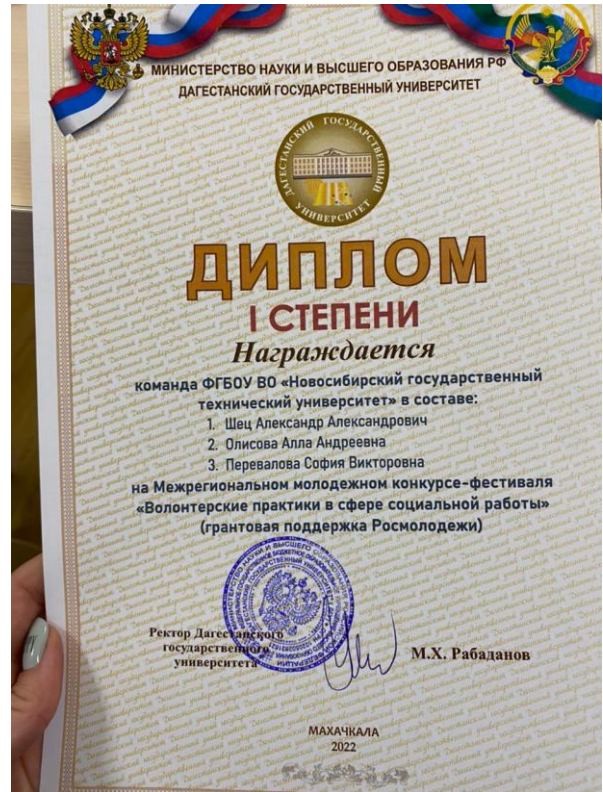 МИНИСТЕРСТВО НАУКИ И ВЫСШЕГО ОБРАЗОВАНИЯ РФ
ДАГЕСТАНСКИЙ ГОСУДАРСТВЕННЫЙ УНИВЕРСИТЕТ
ДАГЕСТАНСКИЙ ГОСУДАРСТВЕННЫЙ
УНИВЕРСИТЕТ
ДИПЛОМ
I СТЕПЕНИ
Награждается
команда ФГБОУ ВО «Новосибирский государственный
технический университет» в составе:
1. Шец Александр Александрович
2. Олисова Алла Андреевна
3. Перевалова София Викторовна
на Межрегиональном молодежном конкурсе-фестиваля
«Волонтерские практики в сфере социальной работы»
(грантовая поддержка Росмолодежи)
Ректор Дагестанского
государственного
университета
М.Х. Рабаданов
МАХАЧКАЛА
2022